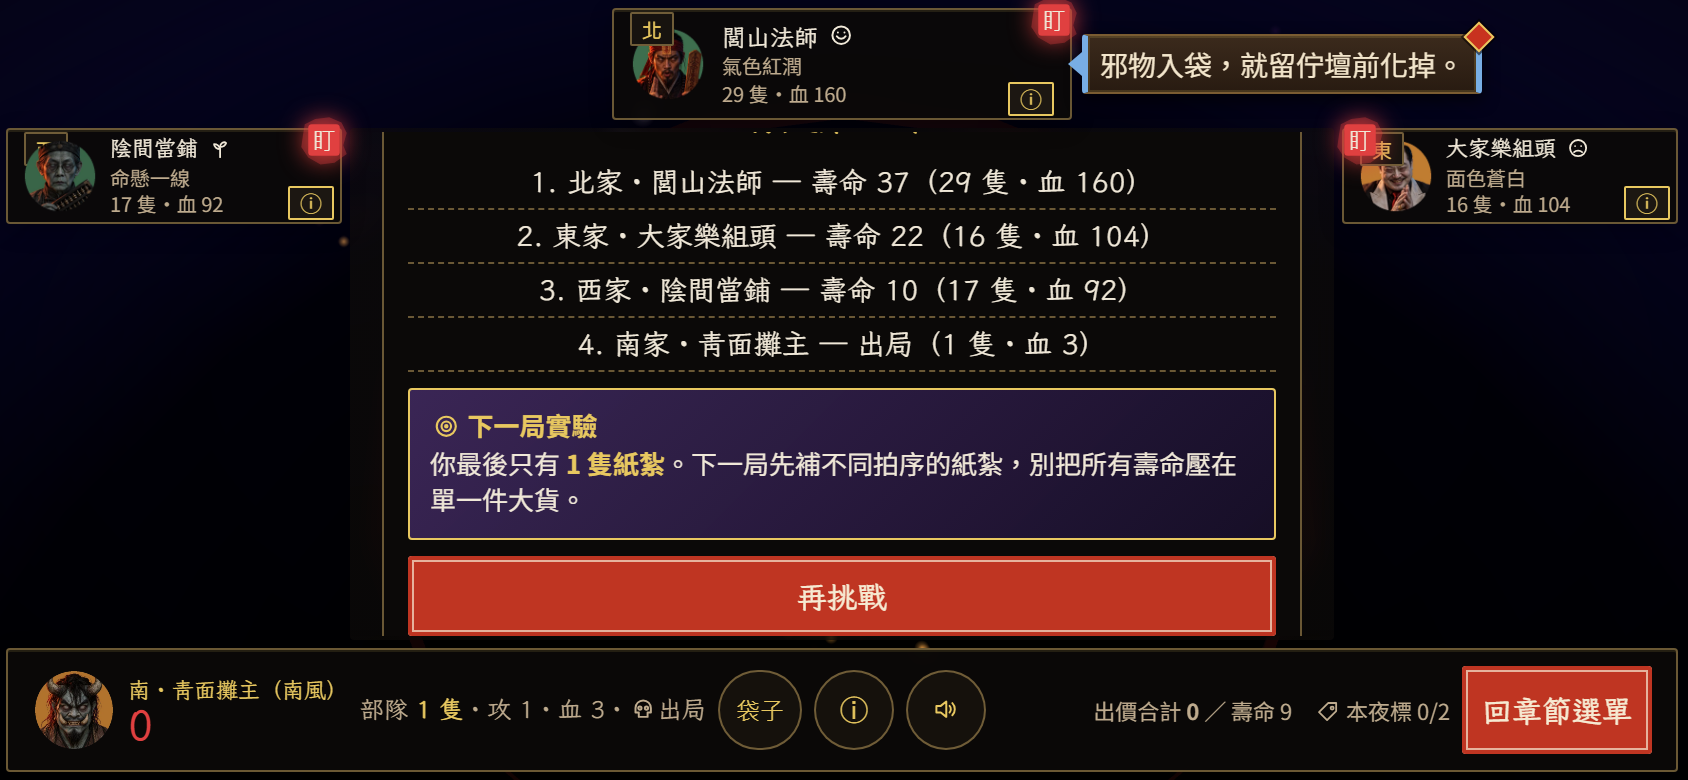 北
閭山法師
氣色紅潤
29 隻・血 160
盯
邪物入袋，就留佇壇前化掉。
陰間當鋪
命懸一線
17 隻・血 92
盯
盯
東
大家樂組頭
面色蒼白
16 隻・血 104
1. 北家・閭山法師 — 壽命 37（29 隻・血 160）
2. 東家・大家樂組頭 — 壽命 22（16 隻・血 104）
3. 西家・陰間當鋪 — 壽命 10（17 隻・血 92）
4. 南家・青面攤主 — 出局（1 隻・血 3）
下一局實驗
你最後只有 1 隻紙紮。下一局先補不同拍序的紙紮，別把所有壽命壓在
單一件大貨。
再挑戰
南・青面攤主（南風）
0
部隊 1 隻・攻 1・血 3・出局
袋子
出價合計 0 ／ 壽命 9
本夜標 0/2
回章節選單